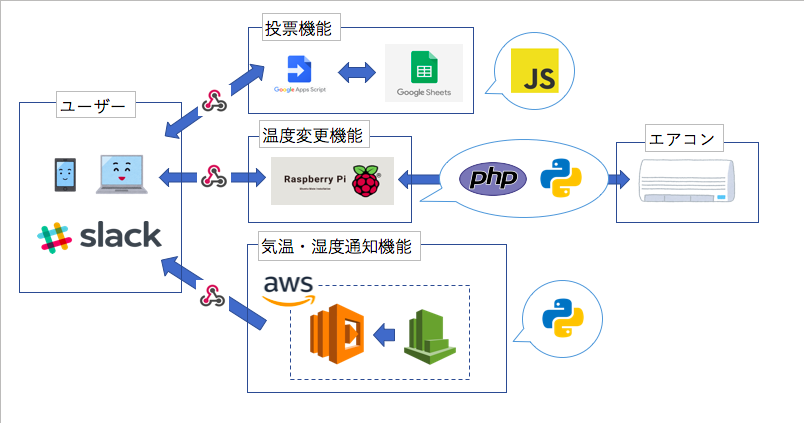 投票機能
Google Apps Script
Google Sheets
JS
ユーザー
slack
温度変更機能
Raspberry Pi
php
エアコン
気温・湿度通知機能
aws